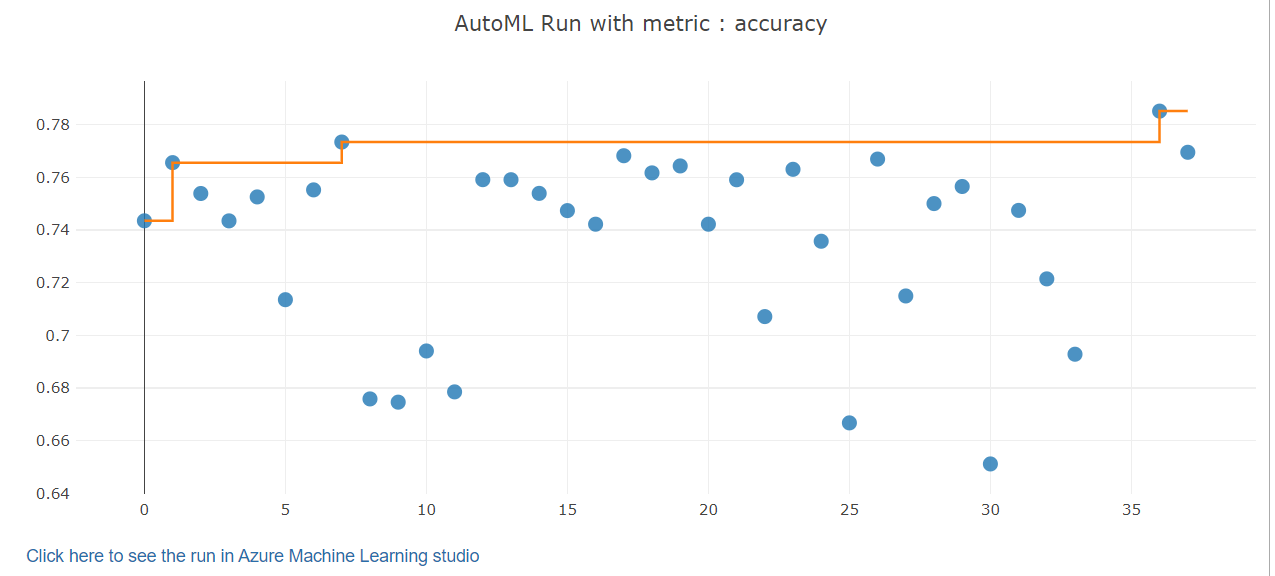 AutoML Run with metric : accuracy
0.78
0.76
0.74
0.72
0.7
0.68
0.66
0.64
0 5 10 15 20 25 30 35
Click here to see the run in Azure Machine Learning studio